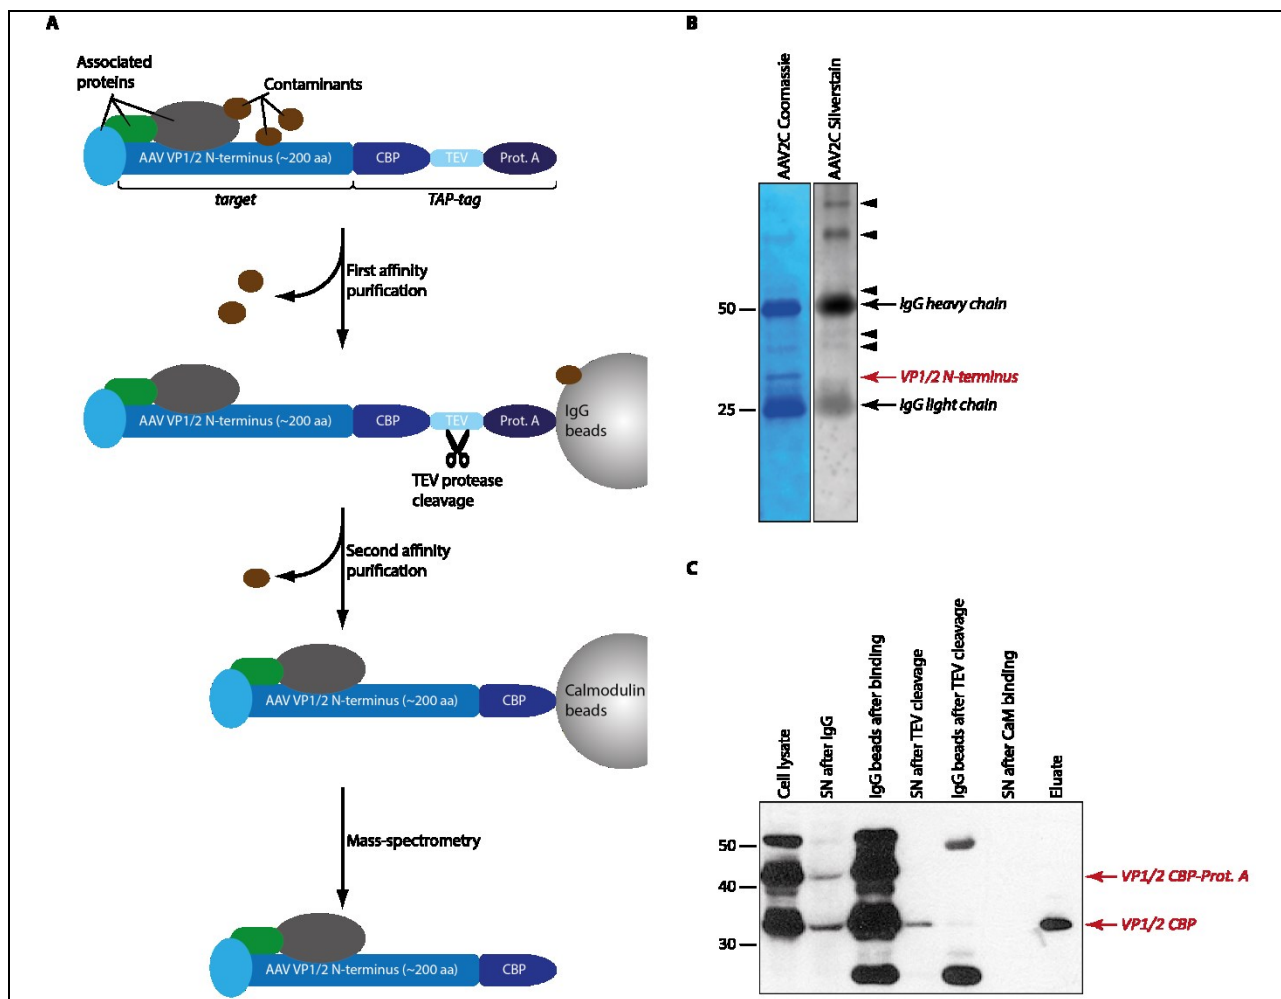 A
Associated
proteins
Contaminants
AAV VP1/2 N-terminus (~200 aa)
CBP
TEV
Prot. A
target
TAP-tag
First affinity
purification
AAV VP1/2 N-terminus (~200 aa)
CBP
TEV
Prot. A
IgG
beads
TEV protease
cleavage
Second affinity
purification
AAV VP1/2 N-terminus (~200 aa)
CBP
Calmodulin
beads
Mass-spectrometry
AAV VP1/2 N-terminus (~200 aa)
CBP
B
AAV2C Coomassie
AAV2C Silverstain
50
IgG heavy chain
VP1/2 N-terminus
25
IgG light chain
C
Cell lysate
SN after IgG
IgG beads after binding
SN after TEV cleavage
IgG beads after TEV cleavage
SN after CaM binding
Eluate
50
40
30
VP1/2 CBP-Prot. A
VP1/2 CBP